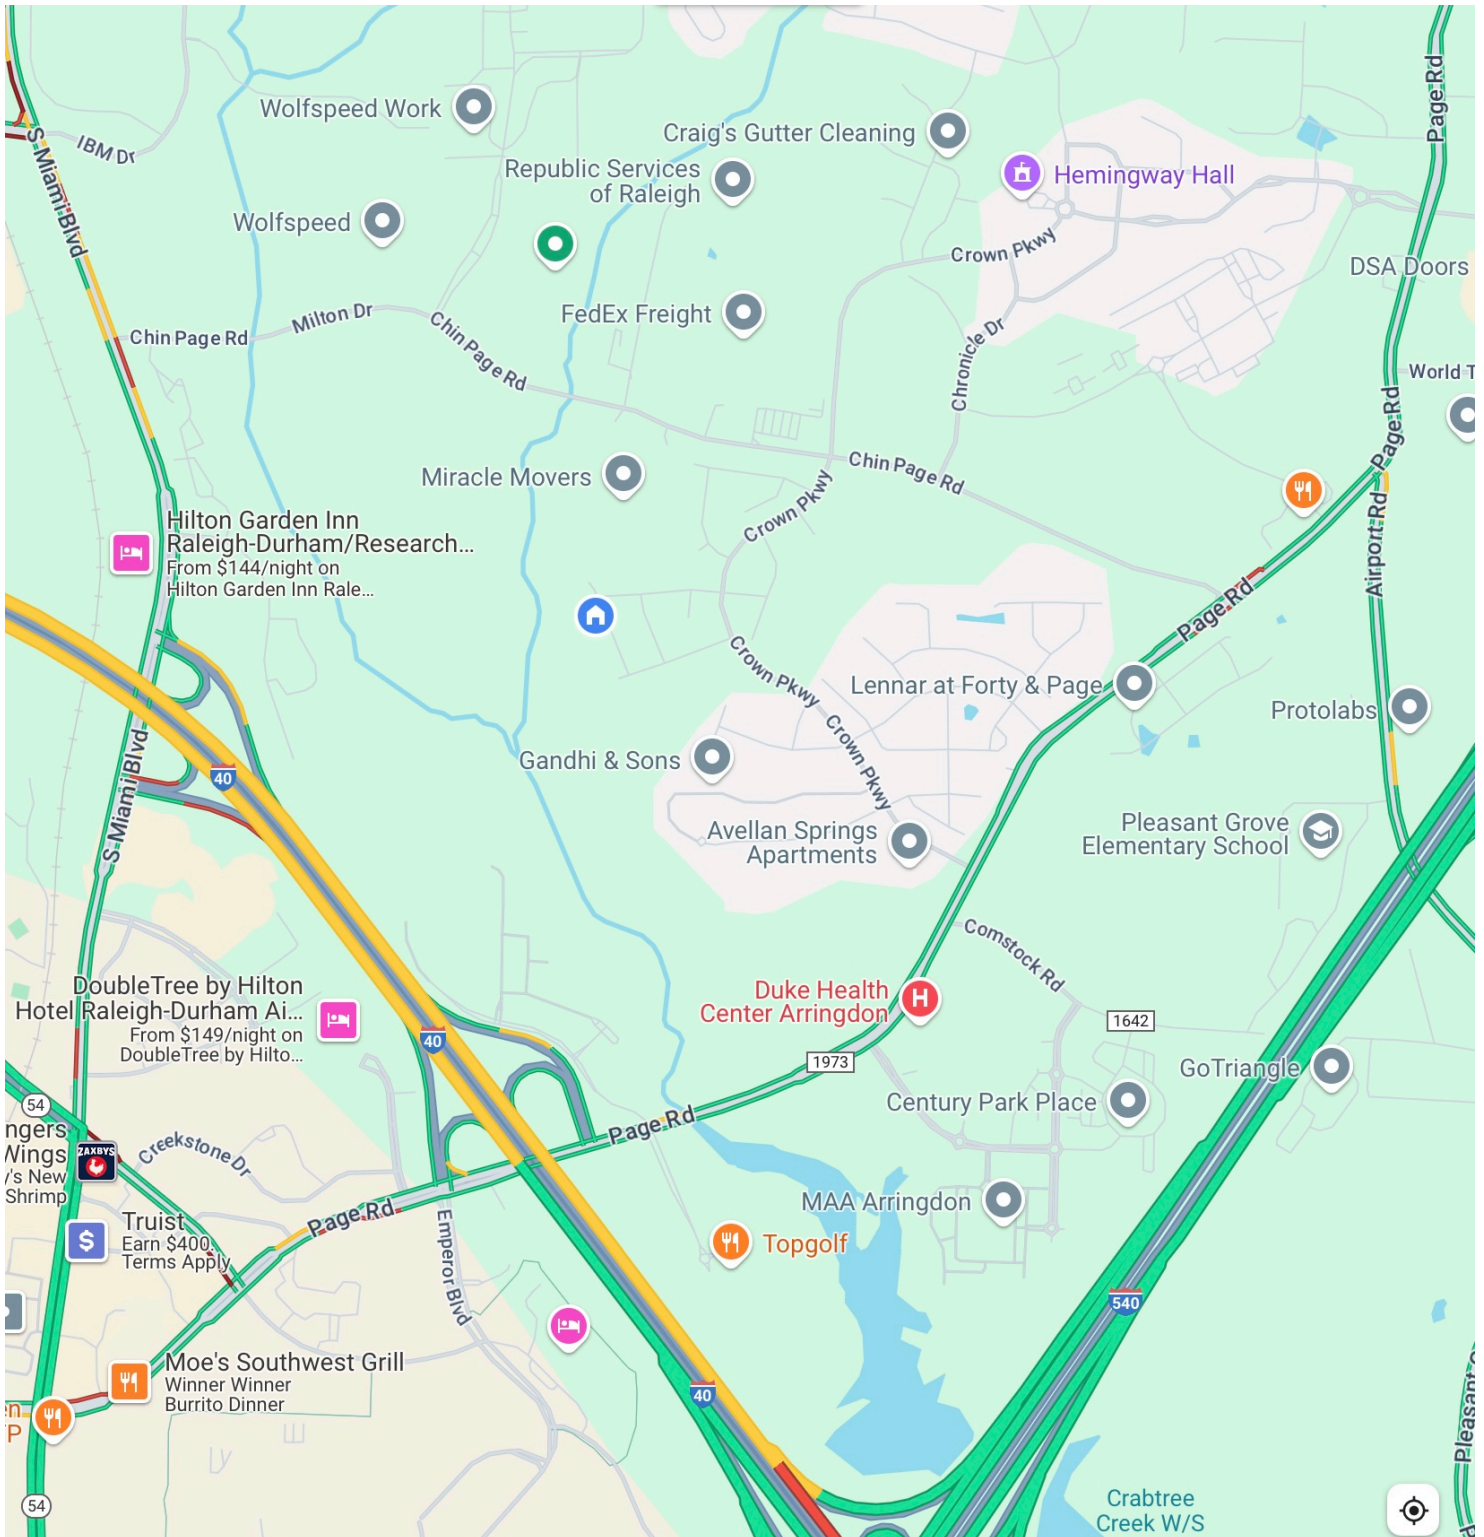 Page Rd
Wolfspeed Work
Craig's Gutter Cleaning
IBM Dr
S Miami Blvd
Republic Services
of Raleigh
Hemingway Hall
Wolfspeed
Crown Pkwy
DSA Doors
FedEx Freight
Milton Dr
Chin Page Rd
Chin Page Rd
Chronicle Dr
World T
Page Rd
Chin Page Rd
Miracle Movers
Crown Pkwy
Airport Rd
Hilton Garden Inn
Raleigh-Durham/Research...
From $144/night on
Hilton Garden Inn Rale...
Page Rd
Crown Pkwy
Lennar at Forty & Page
Protolabs
Crown Pkwy
Gandhi & Sons
40
S Miami Blvd
Avellan Springs
Apartments
Pleasant Grove
Elementary School
Comstock Rd
DoubleTree by Hilton
Hotel Raleigh-Durham Ai...
From $149/night on
DoubleTree by Hilto...
Duke Health
Center Arringdon
H
1642
40
1973
GoTriangle
54
Century Park Place
Page Rd
ngers
Wings
y's New
Shrimp
ZAXBYS
Creekstone Dr
MAA Arringdon
Page Rd
Truist
Earn $400.
Terms Apply
$
Emperor Blvd
Topgolf
540
Moe's Southwest Grill
Winner Winner
Burrito Dinner
40
en
P
Pleasant
54
Crabtree
Creek W/S